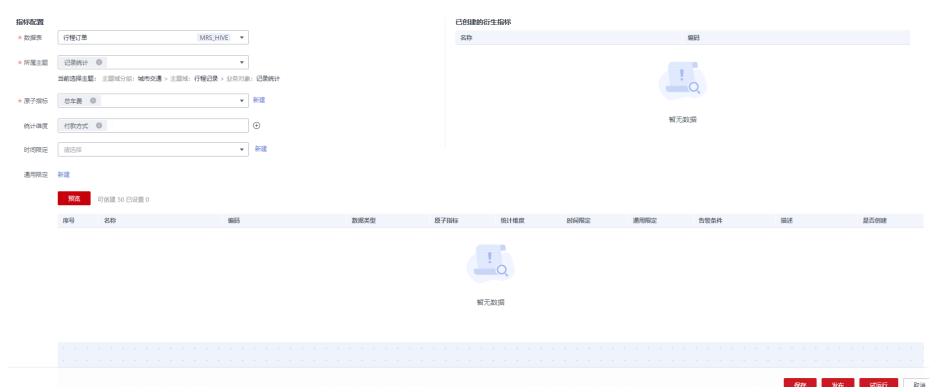 指标配置
已创建的衍生指标
* 数据表 行程订单 MRS_HIVE
名称 编码
* 所属主题 记录统计
当前选择主题： 主题域分组：城市交通 > 主题域：行程记录 > 业务对象：记录统计
* 原子指标 总车费 新建
暂无数据
统计维度 付款方式
时间限定 请选择 新建
通用限定 新建
预览 可创建 50 已设置 0
序号 名称 编码 数据类型 原子指标 统计维度 时间限定 通用限定 告警条件 描述 是否创建
暂无数据
保存 发布 试运行 取消